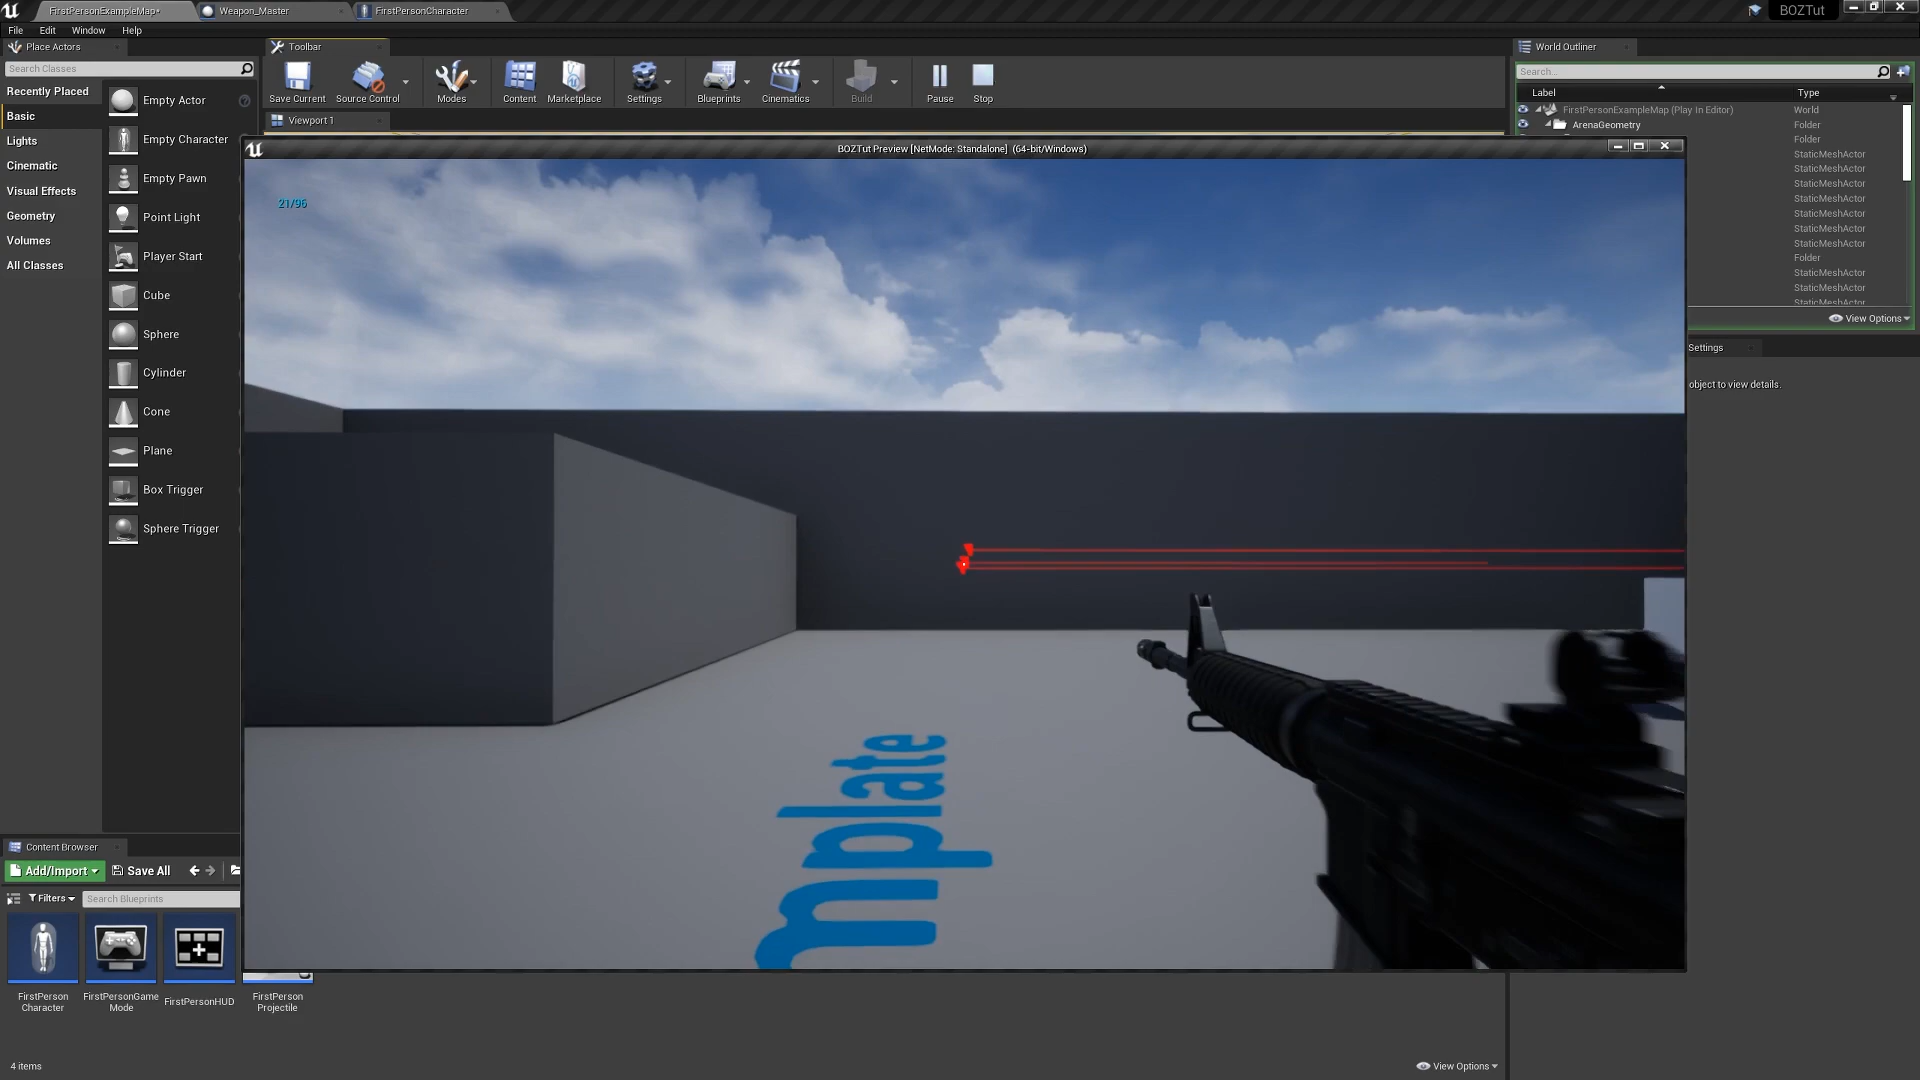 FirstPersonExampleMap*
Weapon_Master
FirstPersonCharacter
BOZTut
File Edit Window Help
Place Actors
Toolbar
World Outliner
Search Classes
Search...
Recently Placed
Basic
Lights
Cinematic
Visual Effects
Geometry
Volumes
All Classes
Empty Actor
Empty Character
Empty Pawn
Point Light
Player Start
Cube
Sphere
Cylinder
Cone
Plane
Box Trigger
Sphere Trigger
Save Current
Source Control
Modes
Content
Marketplace
Settings
Blueprints
Cinematics
Build
Pause
Stop
Viewport 1
Label Type
FirstPersonExampleMap (Play In Editor) World
ArenaGeometry Folder
Folder
StaticMeshActor
StaticMeshActor
StaticMeshActor
StaticMeshActor
StaticMeshActor
StaticMeshActor
StaticMeshActor
Folder
StaticMeshActor
StaticMeshActor
StaticMeshActor
View Options
Settings
object to view details.
BOZTut Preview [NetMode: Standalone] (64-bit/Windows)
21/96
mplate
Content Browser
Add/Import
Save All
Filters
Search Blueprints
FirstPerson
Character
FirstPersonGame
Mode
FirstPersonHUD
FirstPerson
Projectile
4 items
View Options